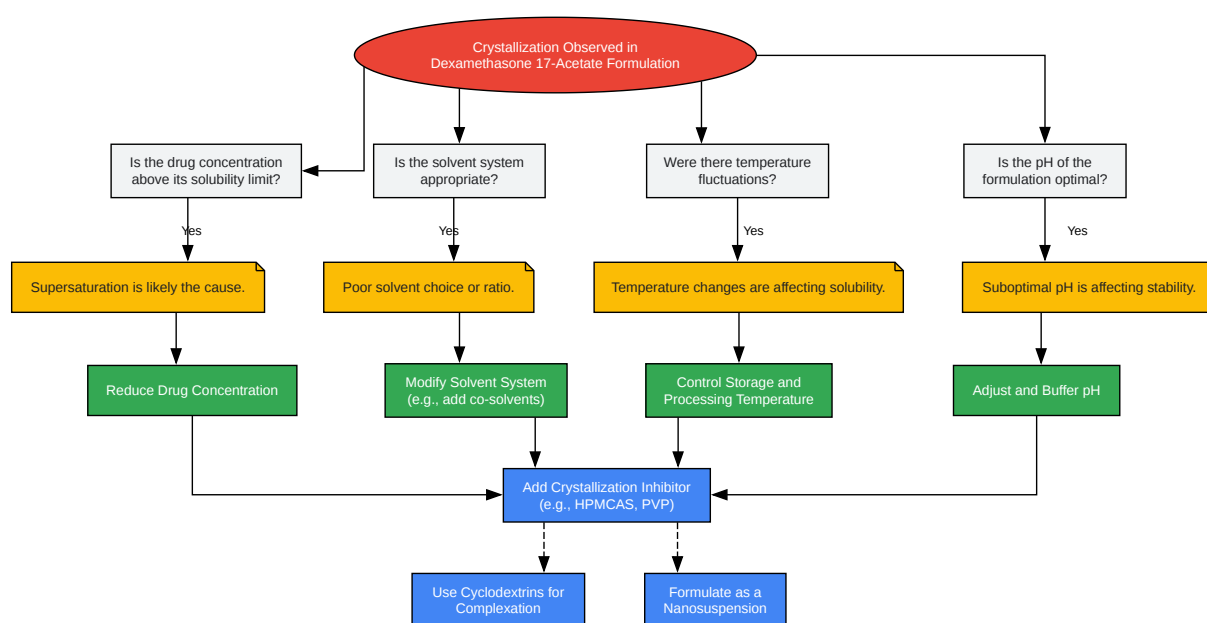 Crystallization Observed in
Dexamethasone 17-Acetate Formulation
Is the drug concentration
above its solubility limit?
Is the solvent system
appropriate?
Were there temperature
fluctuations?
Is the pH of the
formulation optimal?
Yes
Yes
Yes
Yes
Supersaturation is likely the cause.
Poor solvent choice or ratio.
Temperature changes are affecting solubility.
Suboptimal pH is affecting stability.
Reduce Drug Concentration
Modify Solvent System
(e.g., add co-solvents)
Control Storage and
Processing Temperature
Adjust and Buffer pH
Add Crystallization Inhibitor
(e.g., HPMCAS, PVP)
Use Cyclodextrins for
Complexation
Formulate as a
Nanosuspension